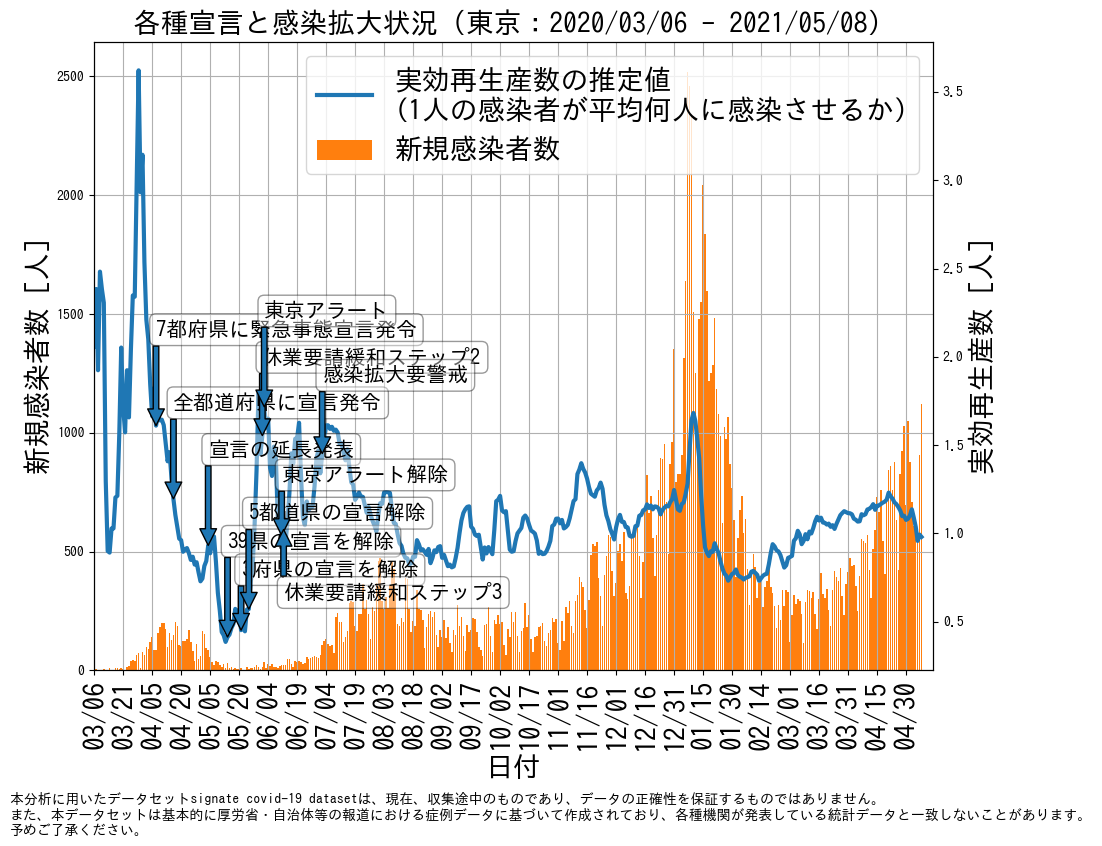 各種宣言と感染拡大状況（東京：2020/03/06 - 2021/05/08）
実効再生産数の推定値
(1人の感染者が平均何人に感染させるか)
新規感染者数
新規感染者数 [人]
2500
2000
1500
1000
500
0
実効再生産数 [人]
3.5
3.0
2.5
2.0
1.5
1.0
0.5
東京アラート
7都府県に緊急事態宣言発令
休業要請緩和ステップ2
感染拡大要警戒
全都道府県に宣言発令
宣言の延長発表
東京アラート解除
5都道県の宣言解除
39県の宣言を解除
3府県の宣言を解除
休業要請緩和ステップ3
03/06
03/21
04/05
04/20
05/05
05/20
06/04
06/19
07/04
07/19
08/03
08/18
09/02
09/17
10/02
10/17
11/01
11/16
12/01
12/16
12/31
01/15
01/30
02/14
03/01
03/16
03/31
04/15
04/30
日付
本分析に用いたデータセットsignate covid-19 datasetは、現在、収集途中のものであり、データの正確性を保証するものではありません。
また、本データセットは基本的に厚労省・自治体等の報道における症例データに基づいて作成されており、各種機関が発表している統計データと一致しないことがあります。
予めご了承ください。